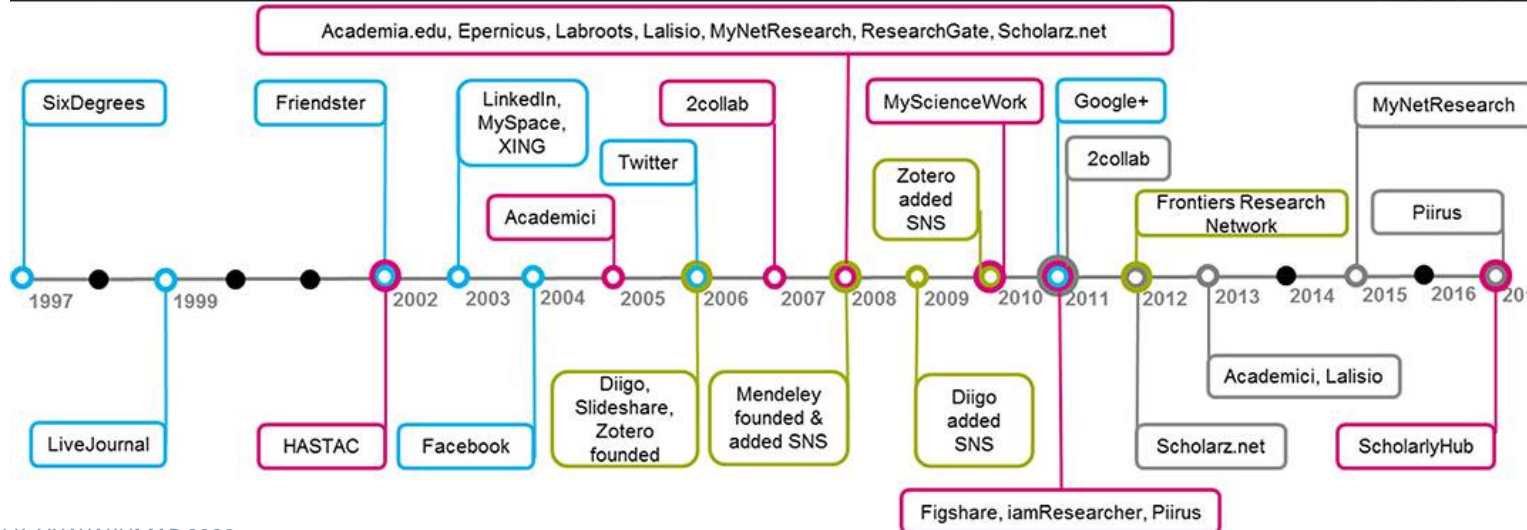 Academia.edu, Epernicus, Labroots, Lalisio, MyNetResearch, ResearchGate, Scholarz.net
SixDegrees
Friendster
LinkedIn,
MySpace,
XING
2collab
MyScienceWork
Google+
MyNetResearch
Twitter
2collab
Academici
Zotero
added
SNS
Frontiers Research
Network
Piirus
1997
1999
2002
2003
2004
2005
2006
2007
2008
2009
2010
2011
2012
2013
2014
2015
2016
LiveJournal
HASTAC
Facebook
Diigo,
Slideshare,
Zotero
founded
Mendeley
founded &
added SNS
Diigo
added
SNS
Academici, Lalisio
Scholarz.net
ScholarlyHub
Figshare, iamResearcher, Piirus